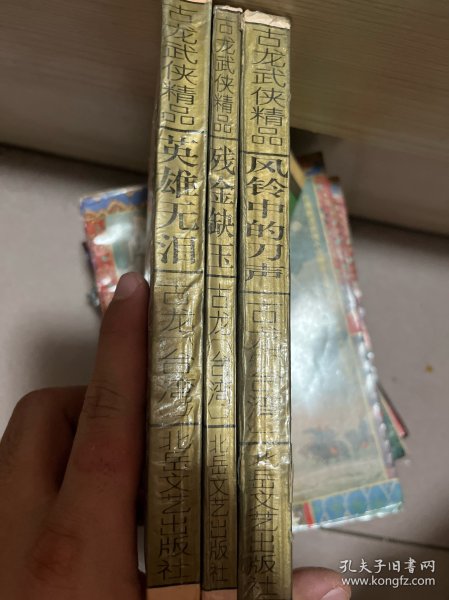 古龙武侠精品
英雄无泪
古龙(台湾)
北岳文艺出版社
古龙武侠精品
残金缺玉
古龙(台湾)
北岳文艺出版社
古龙武侠精品
风铃中的刀声
古龙(台湾)
北岳文艺出版社
孔夫子旧书网
www.kongfz.com